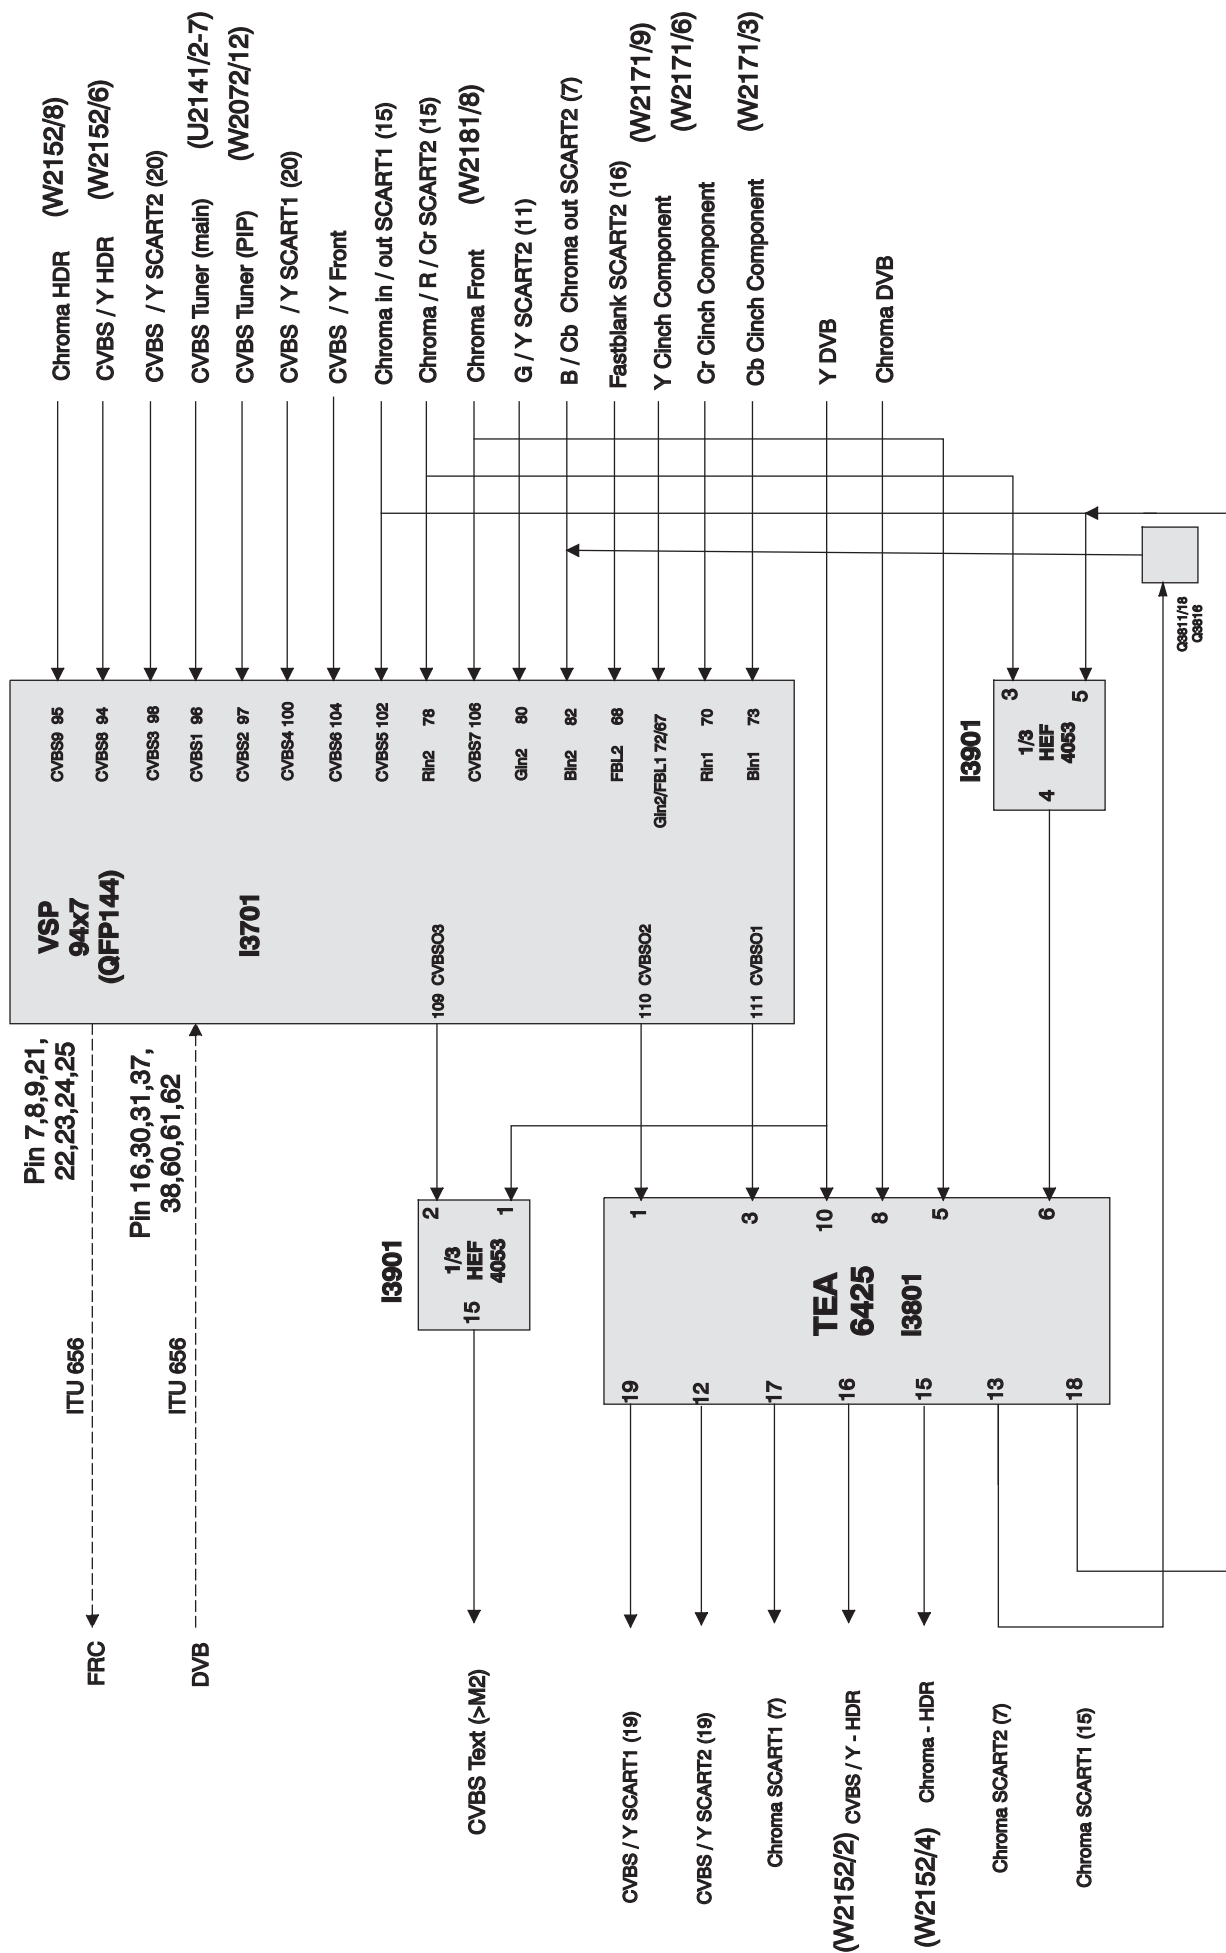 Chroma HDR (W2152/8)
CVBS / Y HDR (W2152/6)
CVBS / Y SCART2 (20)
CVBS Tuner (main) (U2141/2-7)
CVBS Tuner (PIP) (W2072/12)
CVBS / Y SCART1 (20)
CVBS / Y Front
Chroma in / out SCART1 (15)
Chroma / R / Cr SCART2 (15)
Chroma Front (W2181/8)
G / Y SCART2 (11)
B / Cb Chroma out SCART2 (7)
Fastblank SCART2 (16)
Y Cinch Component (W2171/9)
Cr Cinch Component (W2171/6)
Cb Cinch Component (W2171/3)
Y DVB
Chroma DVB
Q3811/18
Q3816
CVBS9 95
CVBS8 94
CVBS3 98
CVBS1 96
CVBS2 97
CVBS4 100
CVBS6 104
CVBS5 102
Rin2 78
CVBS7 106
Gin2 80
Bin2 82
FBL2 68
Gin2/FBL1 72/67
Rin1 70
Bin1 73
VSP
94x7
(QFP144)
I3701
109 CVBSO3
110 CVBSO2
111 CVBSO1
I3901
3
5
1/3
HEF
4053
4
Pin 7,8,9,21,
22,23,24,25
Pin 16,30,31,37,
38,60,61,62
ITU 656
ITU 656
FRC
DVB
I3901
2
1
1/3
HEF
4053
15
CVBS Text (>M2)
1
3
10
8
5
6
TEA
6425
I3801
19
12
17
16
15
13
18
CVBS / Y SCART1 (19)
CVBS / Y SCART2 (19)
Chroma SCART1 (7)
(W2152/2) CVBS / Y - HDR
(W2152/4) Chroma - HDR
Chroma SCART2 (7)
Chroma SCART1 (15)